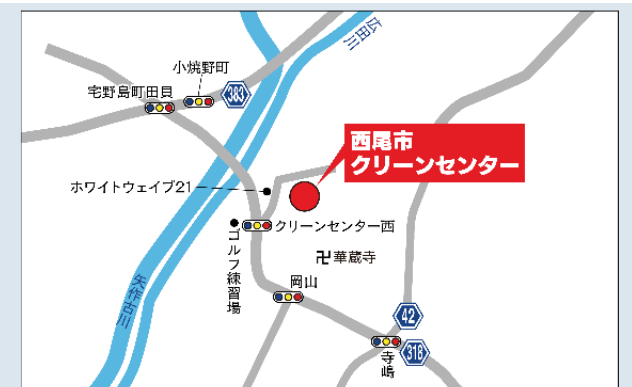 広田川
小焼野町
383
宅野島町田貝
西尾市
クリーンセンター
ホワイトウェイブ21
クリーンセンター西
ゴルフ練習場
卍華蔵寺
岡山
矢作古川
42
318
寺嶋